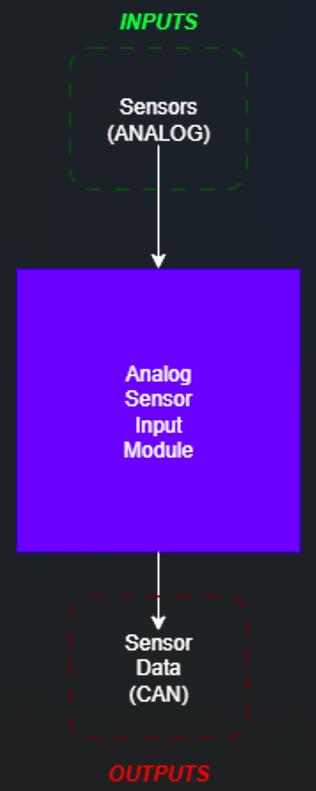 INPUTS
Sensors
(ANALOG)
Analog
Sensor
Input
Module
Sensor
Data
(CAN)
OUTPUTS